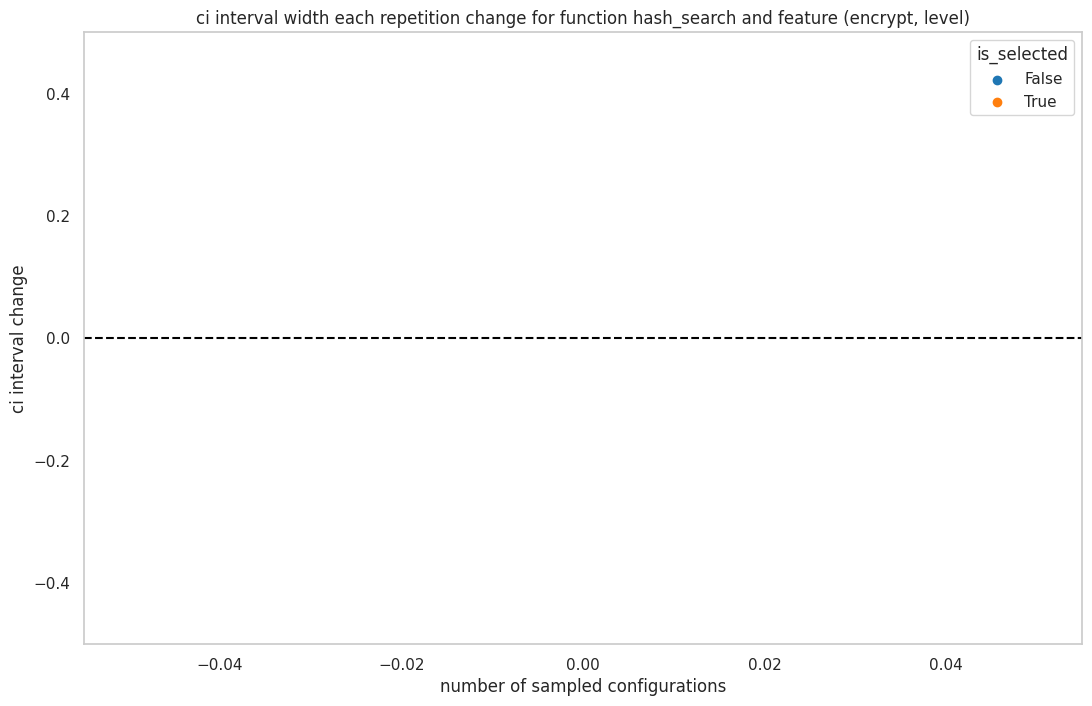 ci interval width each repetition change for function hash_search and feature (encrypt, level)
is_selected
False
True
0.4
0.2
0.0
−0.2
−0.4
ci interval change
−0.04
−0.02
0.00
0.02
0.04
number of sampled configurations